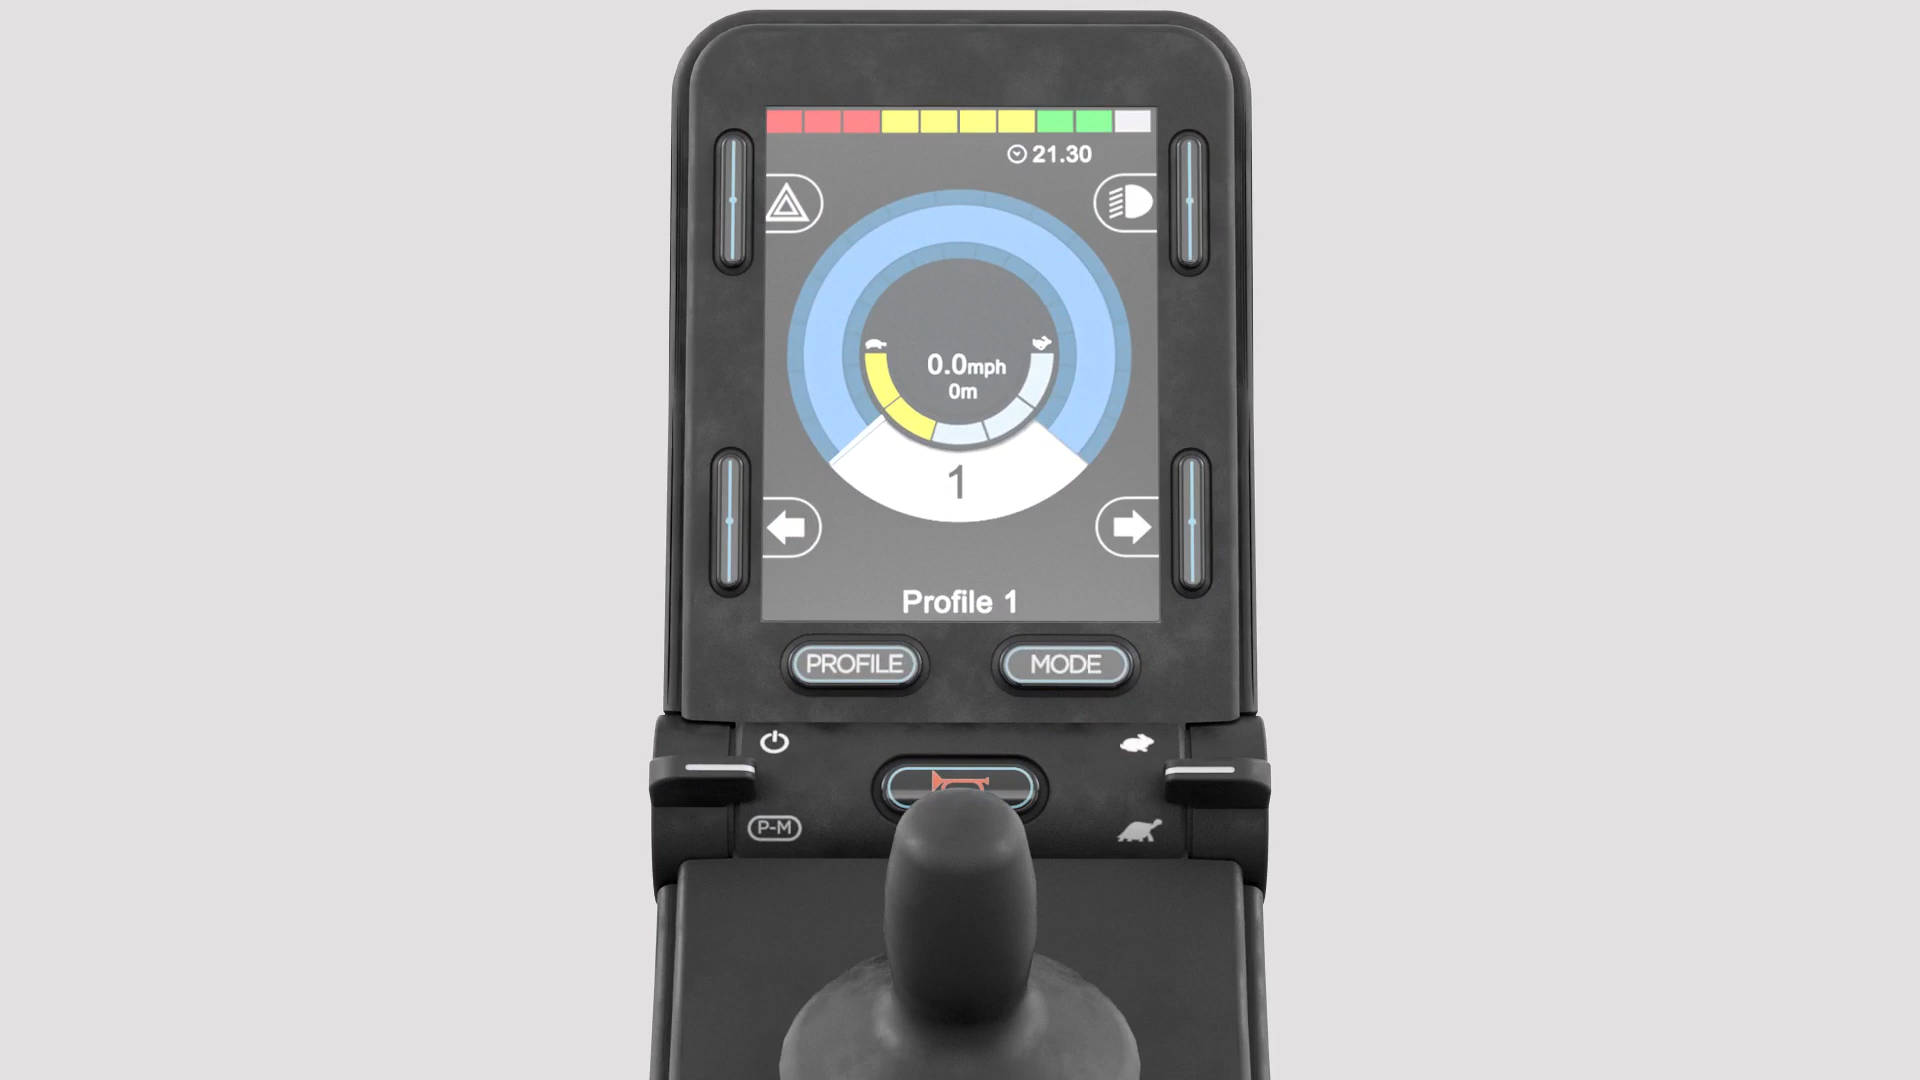 21.30
0.0mph
0m
1
Profile 1
PROFILE
MODE
P-M